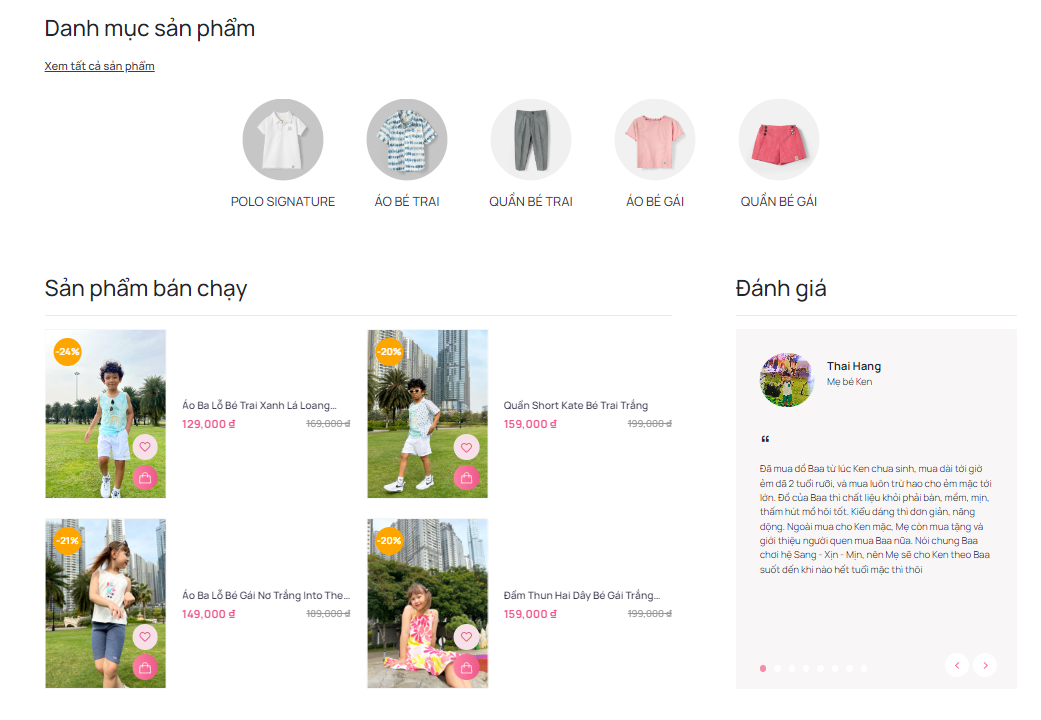 Danh mục sản phẩm
Xem tất cả sản phẩm
POLO SIGNATURE
ÁO BÉ TRAI
QUẦN BÉ TRAI
ÁO BÉ GÁI
QUẦN BÉ GÁI
Sản phẩm bán chạy
-24%
Áo Ba Lỗ Bé Trai Xanh Lá Loang...
129,000 đ 169,000 đ
-20%
Quần Short Kate Bé Trai Trắng
159,000 đ 199,000 đ
-21%
Áo Ba Lỗ Bé Gái Nơ Trắng Into The...
149,000 đ 189,000 đ
-20%
Đầm Thun Hai Dây Bé Gái Trắng...
159,000 đ 199,000 đ
Đánh giá
Thai Hang
Mẹ bé Ken
“
Đã mua đồ Baa từ lúc Ken chưa sinh, mua dài tới giờ
ẻm đã 2 tuổi rưỡi, và mua luôn trừ hao cho ẻm mặc tới
lớn. Đồ của Baa thì chất liệu khỏi phải bàn, mềm, mịn,
thấm hút mồ hôi tốt. Kiểu dáng thì đơn giản, năng
động. Ngoài mua cho Ken mặc, Mẹ còn mua tặng và
giới thiệu người quen mua Baa nữa. Nói chung Baa
chơi hệ Sang - Xịn - Mịn, nên Mẹ sẽ cho Ken theo Baa
suốt đến khi nào hết tuổi mặc thì thôi